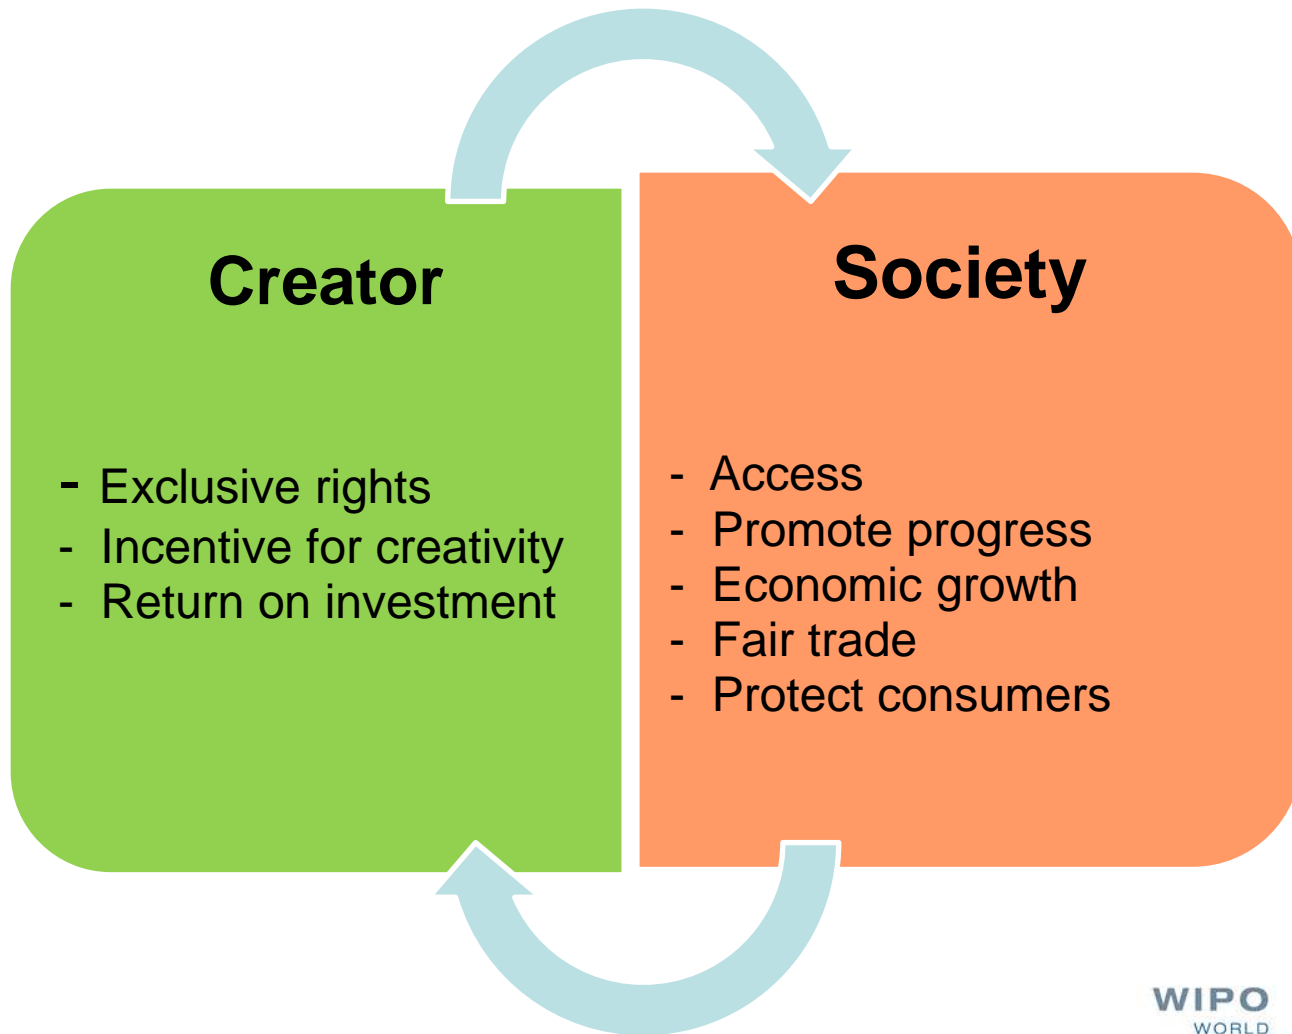 Creator
- Exclusive rights
- Incentive for creativity
- Return on investment
Society
- Access
- Promote progress
- Economic growth
- Fair trade
- Protect consumers
WIPO
WORLD